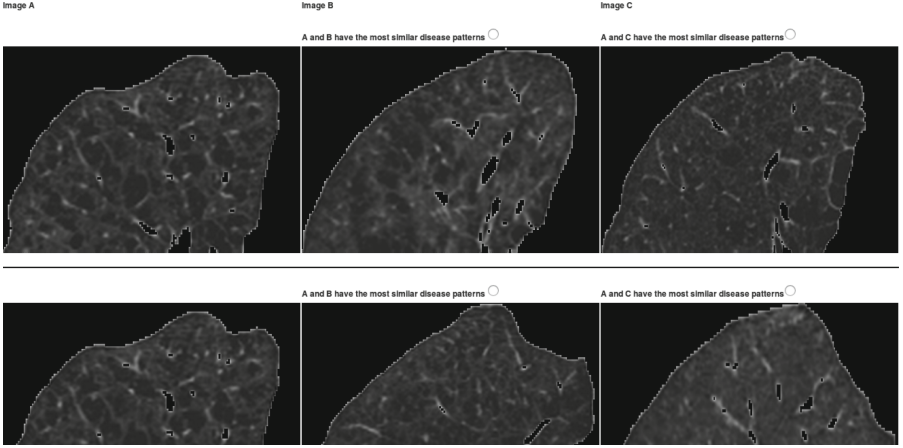 Image A
Image B
Image C
A and B have the most similar disease patterns
A and C have the most similar disease patterns
A and B have the most similar disease patterns
A and C have the most similar disease patterns